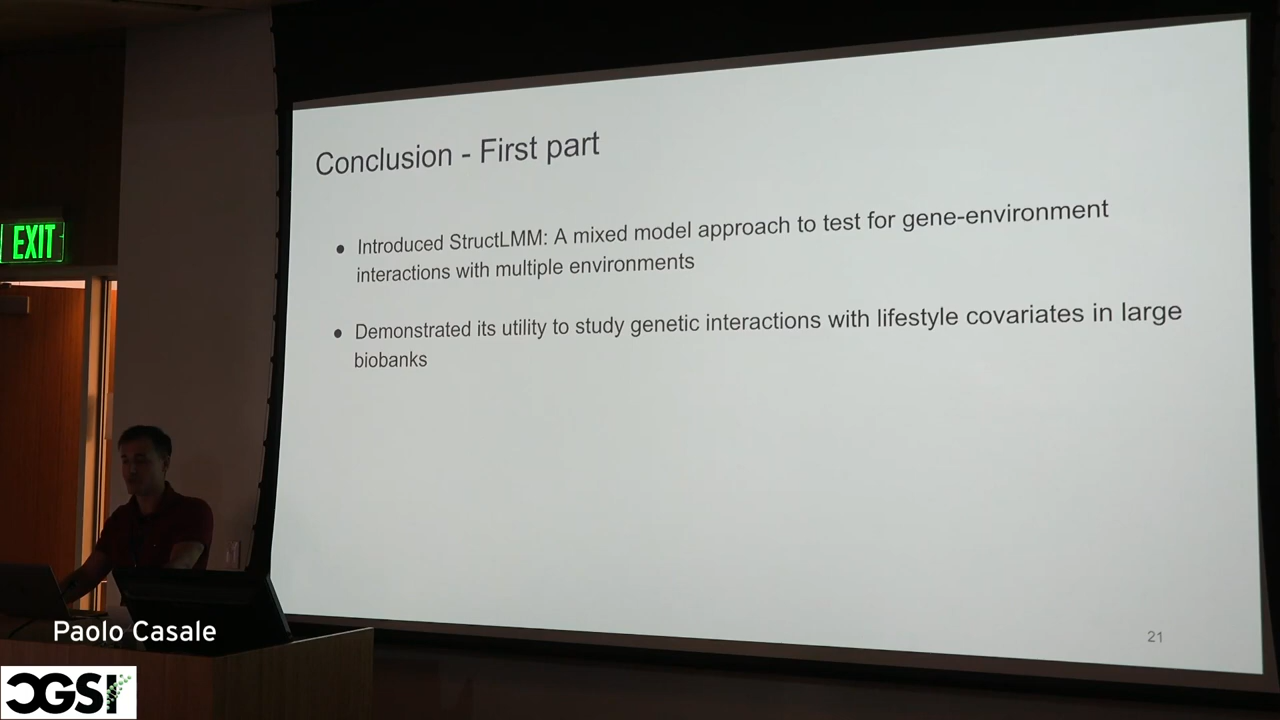 Conclusion - First part
EXIT
● Introduced StructLMM: A mixed model approach to test for gene-environment
interactions with multiple environments
● Demonstrated its utility to study genetic interactions with lifestyle covariates in large
biobanks
Paolo Casale
21
CGSI